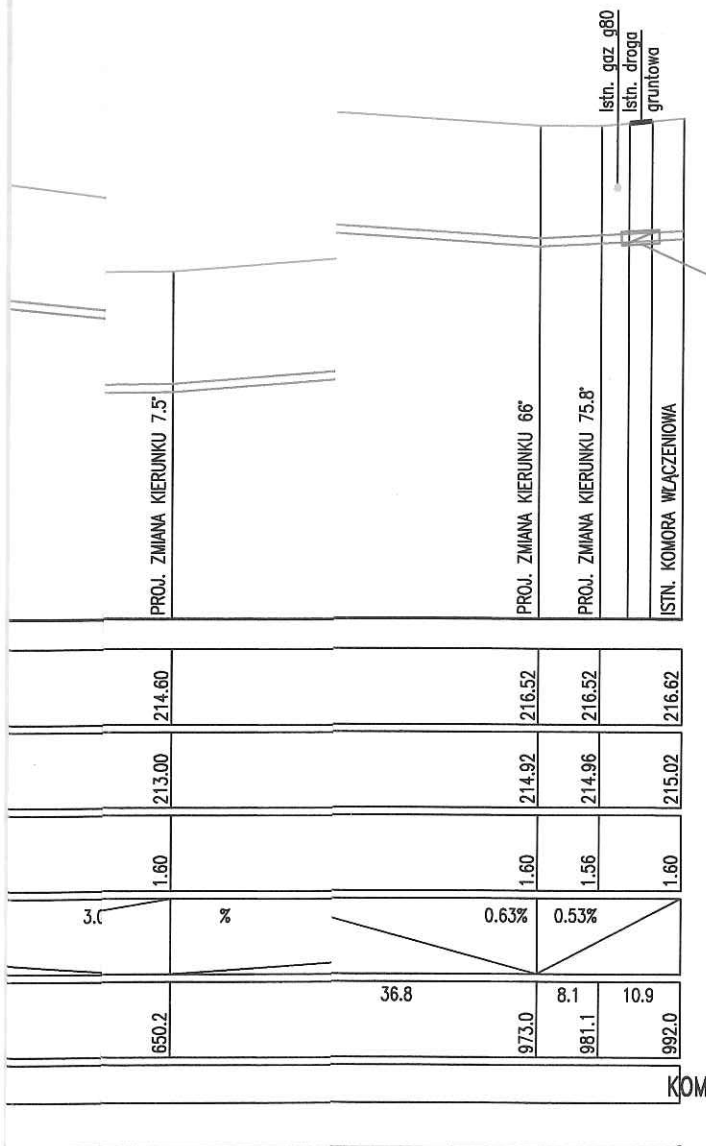 Istn. gaz g80
Istn. droga
gruntowa
PROJ. ZMIANA KIERUNKU 7.5°
PROJ. ZMIANA KIERUNKU 66°
PROJ. ZMIANA KIERUNKU 75.8°
ISTN. KOMORA WŁĄCZENIOWA
214.60 216.52 216.52 216.62
213.00 214.92 214.96 215.02
1.60 1.60 1.56 1.60
% 0.63% 0.53%
36.8 8.1 10.9
650.2 973.0 981.1 992.0
KOM